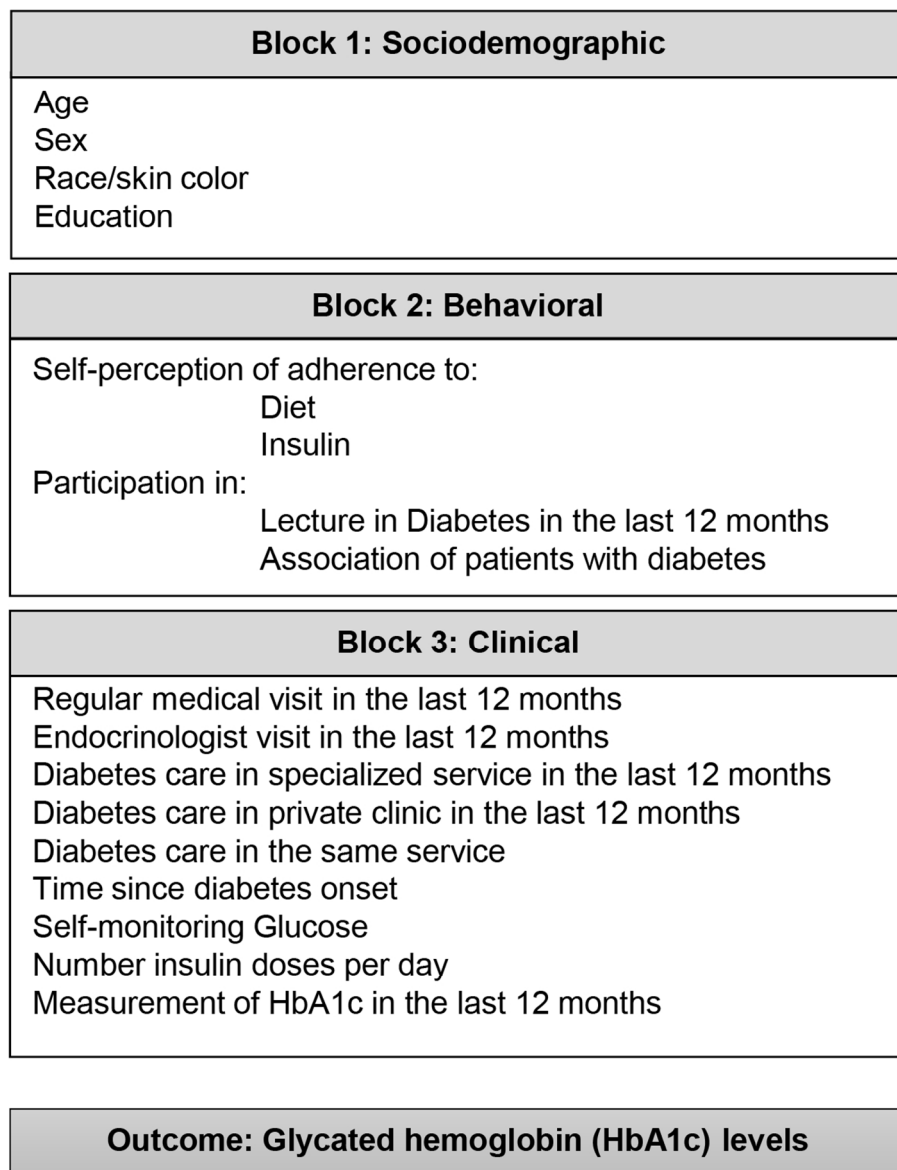 Block 1: Sociodemographic
Age
Sex
Race/skin color
Education
Block 2: Behavioral
Self-perception of adherence to:
Diet
Insulin
Participation in:
Lecture in Diabetes in the last 12 months
Association of patients with diabetes
Block 3: Clinical
Regular medical visit in the last 12 months
Endocrinologist visit in the last 12 months
Diabetes care in specialized service in the last 12 months
Diabetes care in private clinic in the last 12 months
Diabetes care in the same service
Time since diabetes onset
Self-monitoring Glucose
Number insulin doses per day
Measurement of HbA1c in the last 12 months
Outcome: Glycated hemoglobin (HbA1c) levels